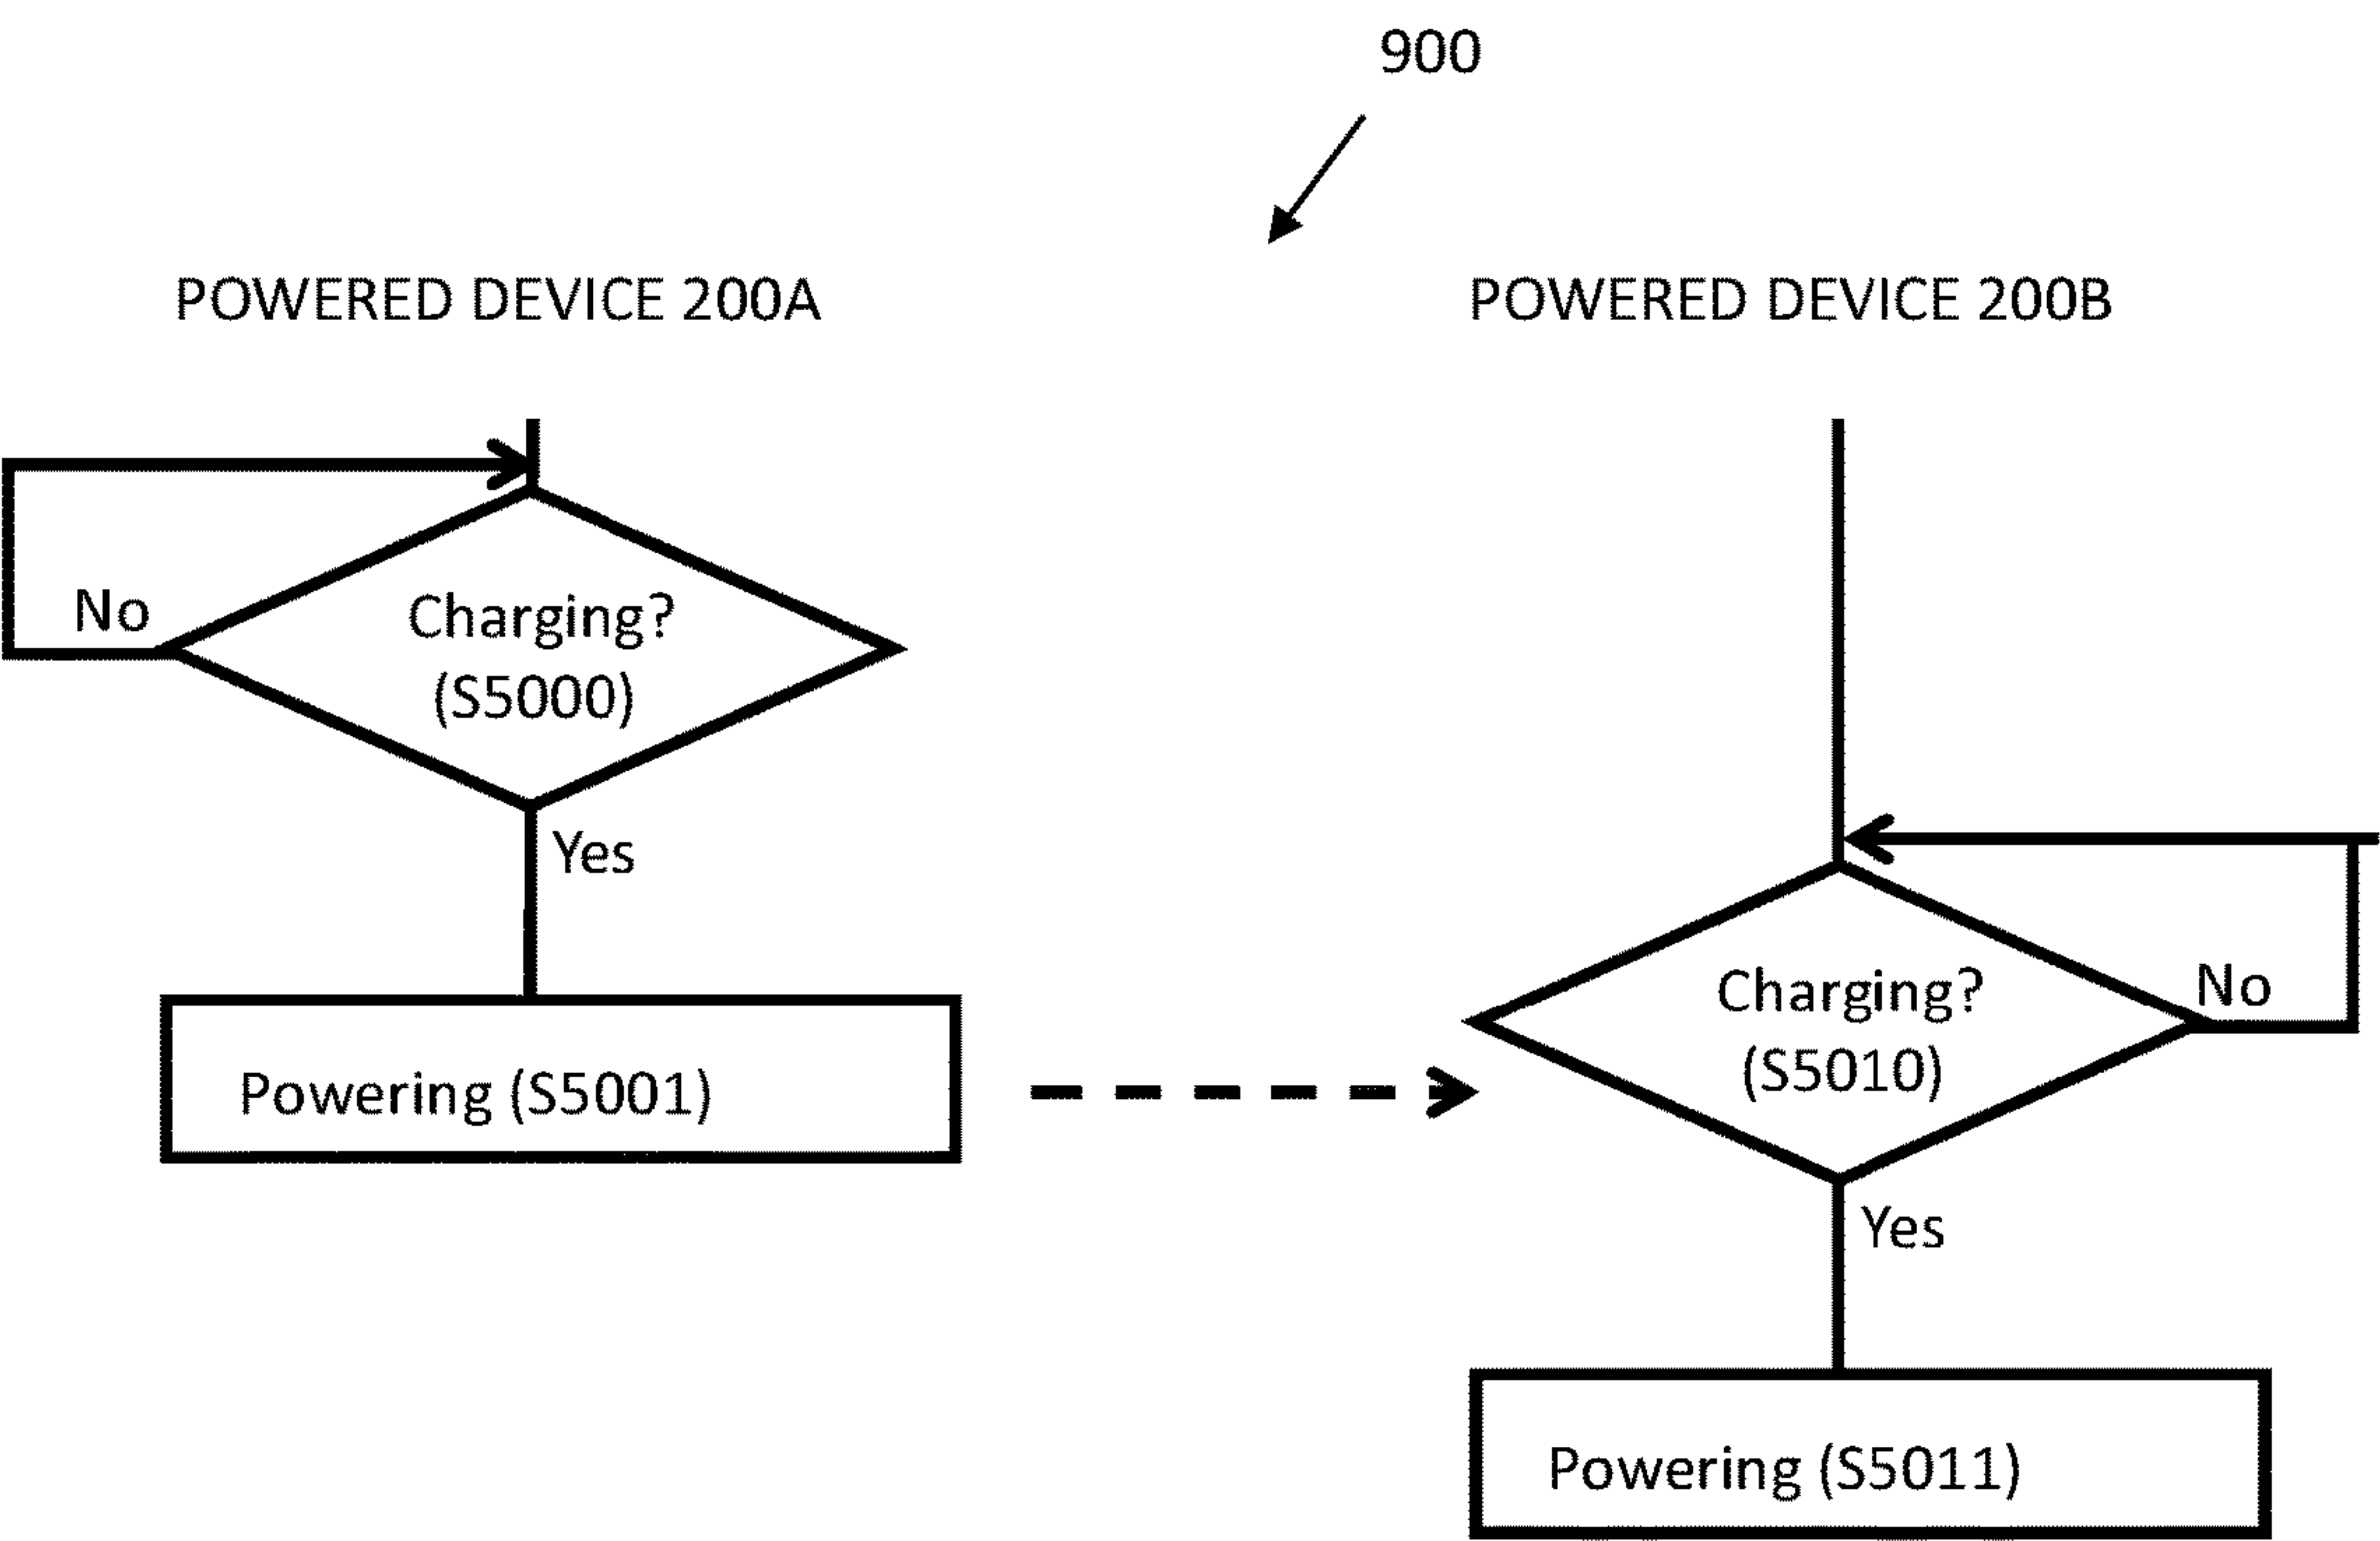 900
POWERED DEVICE 200A
POWERED DEVICE 200B
No
Charging?
(S5000)
Yes
Powering (S5001)
Charging?
(S5010)
No
Yes
Powering (S5011)